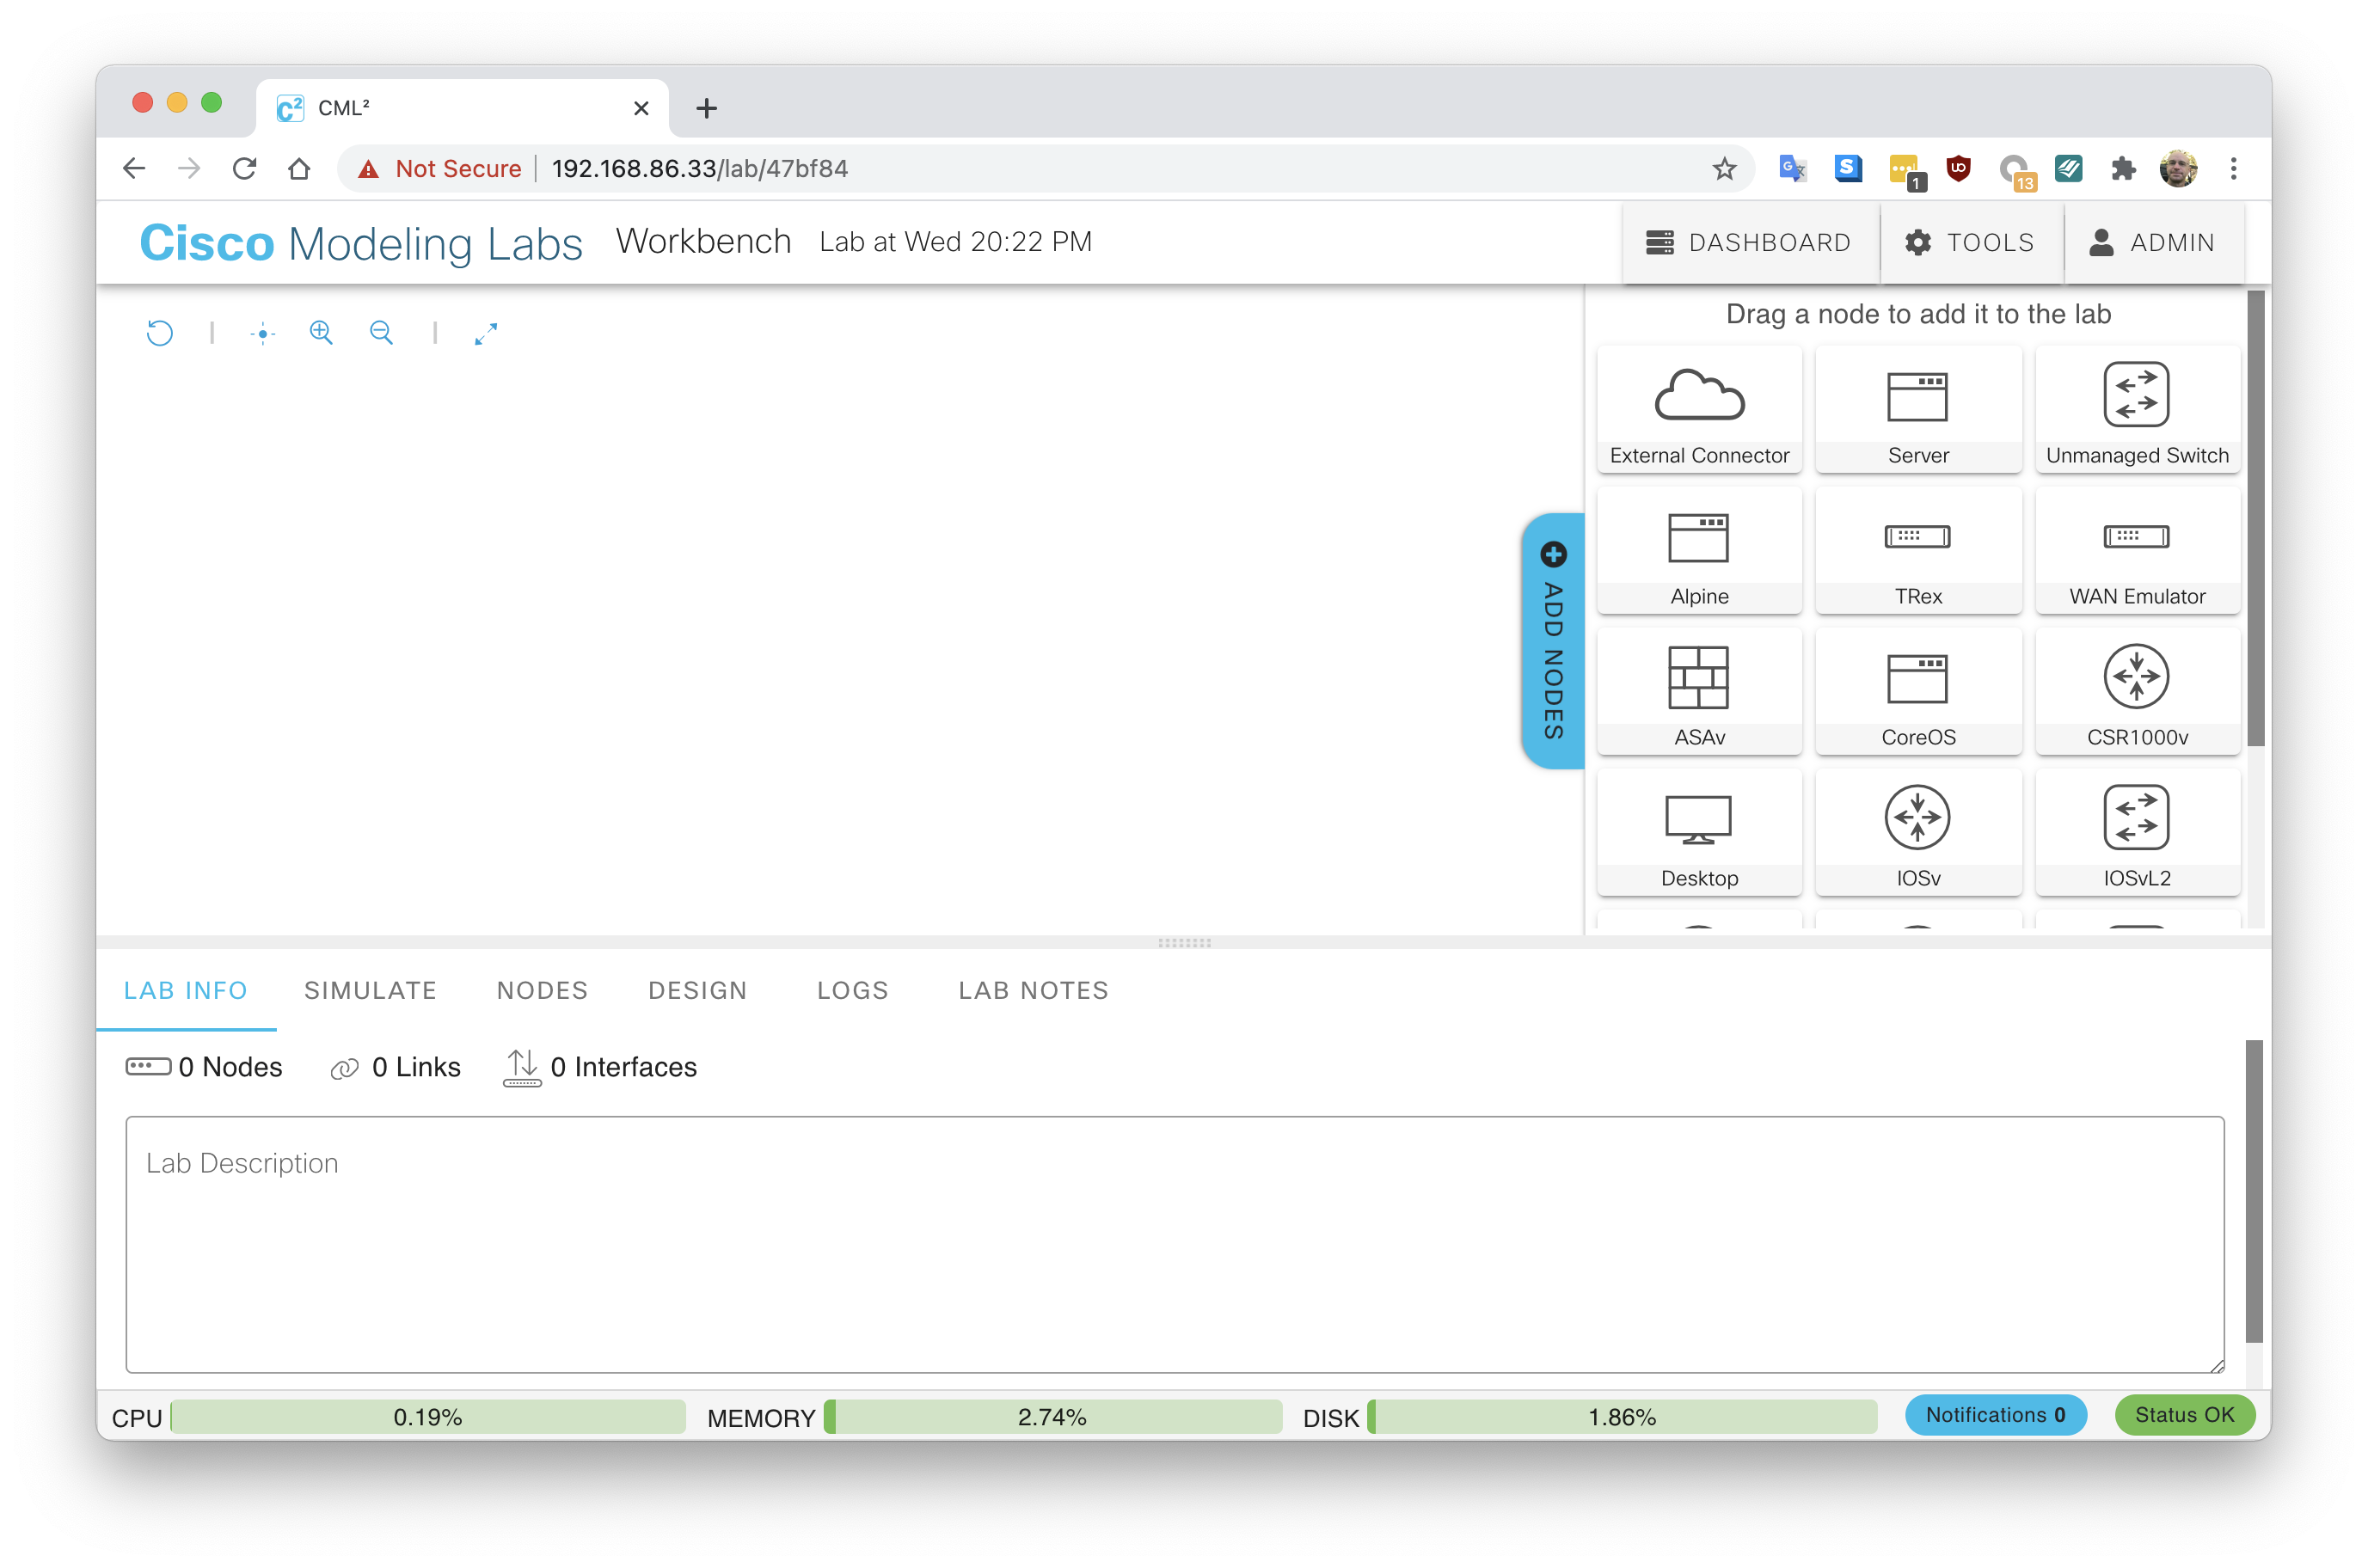 CML²
Not Secure 192.168.86.33/lab/47bf84
1
13
Cisco Modeling Labs Workbench Lab at Wed 20:22 PM
DASHBOARD TOOLS ADMIN
Drag a node to add it to the lab
External Connector Server Unmanaged Switch
Alpine TRex WAN Emulator
ADD NODES
ASAv CoreOS CSR1000v
Desktop IOSv IOSvL2
LAB INFO SIMULATE NODES DESIGN LOGS LAB NOTES
0 Nodes 0 Links 0 Interfaces
Lab Description
CPU 0.19% MEMORY 2.74% DISK 1.86% Notifications 0 Status OK